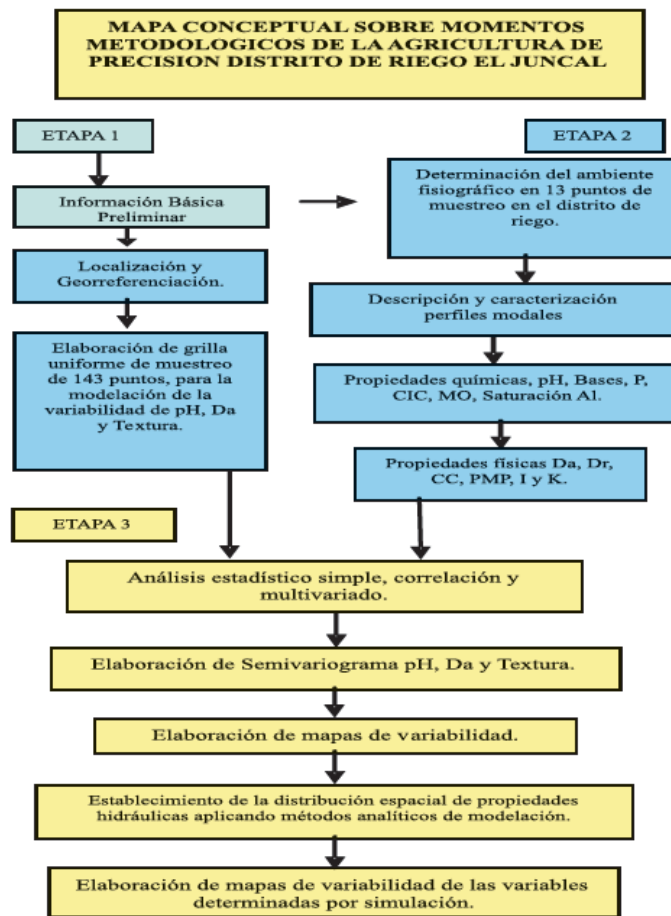 MAPA CONCEPTUAL SOBRE MOMENTOS
METODOLOGICOS DE LA AGRICULTURA DE
PRECISION DISTRITO DE RIEGO EL JUNCAL
ETAPA 1
Información Básica
Preliminar
Localización y
Georreferenciación.
Elaboración de grilla
uniforme de muestreo
de 143 puntos, para la
modelación de la
variabilidad de pH, Da
y Textura.
ETAPA 2
Determinación del ambiente
fisiográfico en 13 puntos de
muestreo en el distrito de
riego.
Descripción y caracterización
perfiles modales
Propiedades químicas, pH, Bases, P,
CIC, MO, Saturación Al.
Propiedades físicas Da, Dr,
CC, PMP, I y K.
ETAPA 3
Análisis estadístico simple, correlación y
multivariado.
Elaboración de Semivariograma pH, Da y Textura.
Elaboración de mapas de variabilidad.
Establecimiento de la distribución espacial de propiedades
hidráulicas aplicando métodos analíticos de modelación.
Elaboración de mapas de variabilidad de las variables
determinadas por simulación.